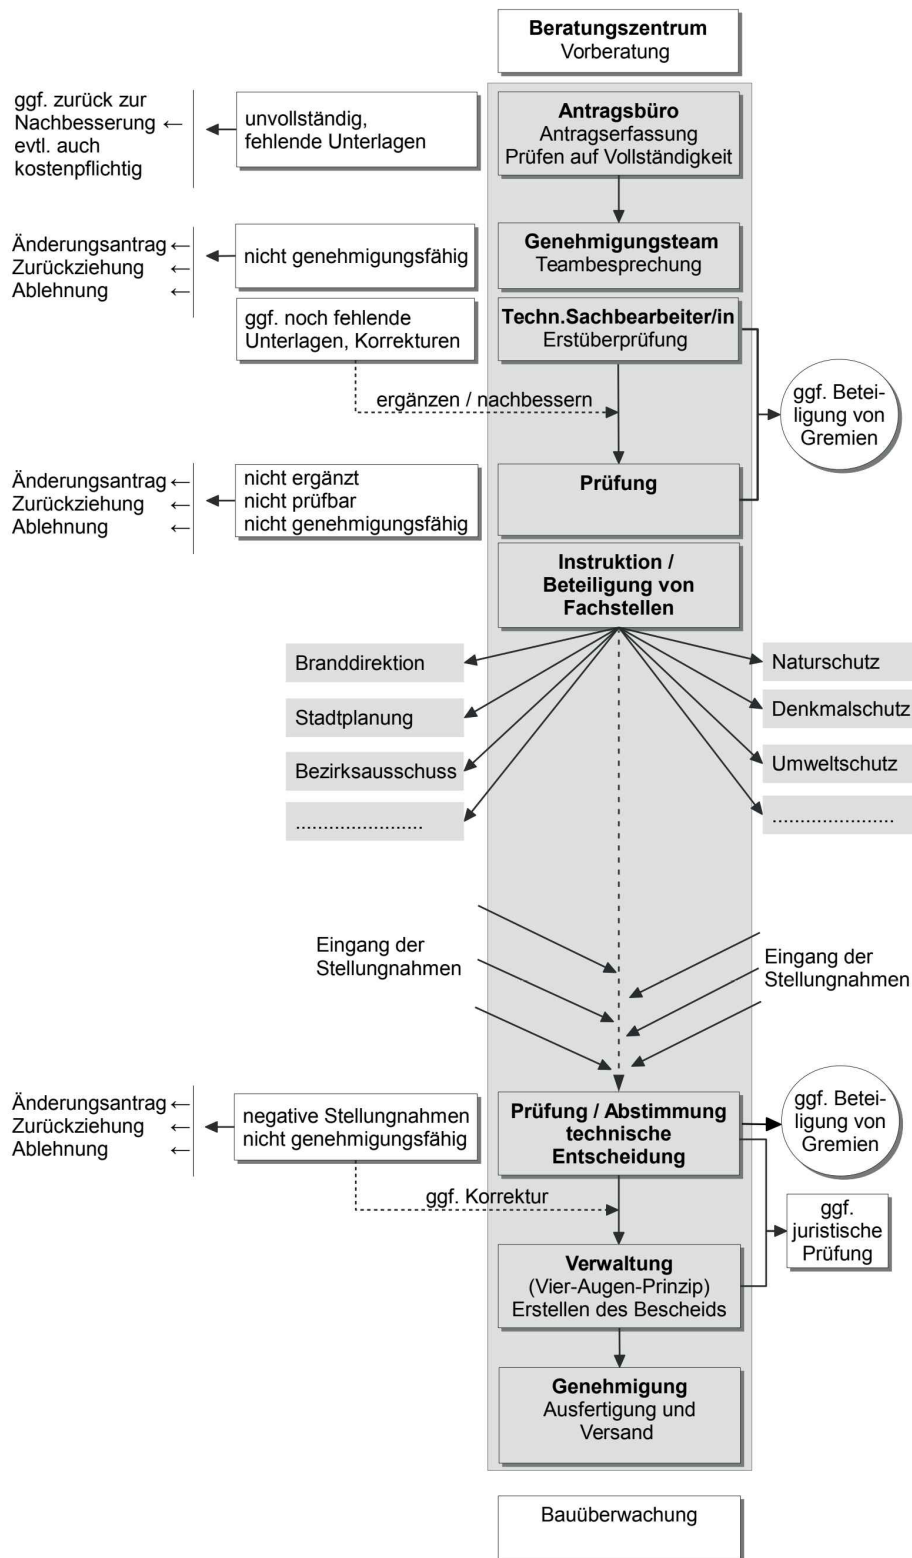 Beratungszentrum
Vorberatung
ggf. zurück zur
Nachbesserung ←
evtl. auch
kostenpflichtig
unvollständig,
fehlende Unterlagen
Antragsbüro
Antragserfassung
Prüfen auf Vollständigkeit
Änderungsantrag ←
Zurückziehung ←
Ablehnung ←
nicht genehmigungsfähig
Genehmigungsteam
Teambesprechung
ggf. noch fehlende
Unterlagen, Korrekturen
Techn.Sachbearbeiter/in
Erstüberprüfung
ergänzen / nachbessern
ggf. Betei-
ligung von
Gremien
Änderungsantrag ←
Zurückziehung ←
Ablehnung ←
nicht ergänzt
nicht prüfbar
nicht genehmigungsfähig
Prüfung
Instruktion /
Beteiligung von
Fachstellen
Branddirektion
Stadtplanung
Bezirksausschuss
.......................
Naturschutz
Denkmalschutz
Umweltschutz
......................
Eingang der
Stellungnahmen
Eingang der
Stellungnahmen
Änderungsantrag ←
Zurückziehung ←
Ablehnung ←
negative Stellungnahmen
nicht genehmigungsfähig
Prüfung / Abstimmung
technische
Entscheidung
ggf. Betei-
ligung von
Gremien
ggf. Korrektur
ggf.
juristische
Prüfung
Verwaltung
(Vier-Augen-Prinzip)
Erstellen des Bescheids
Genehmigung
Ausfertigung und
Versand
Bauüberwachung